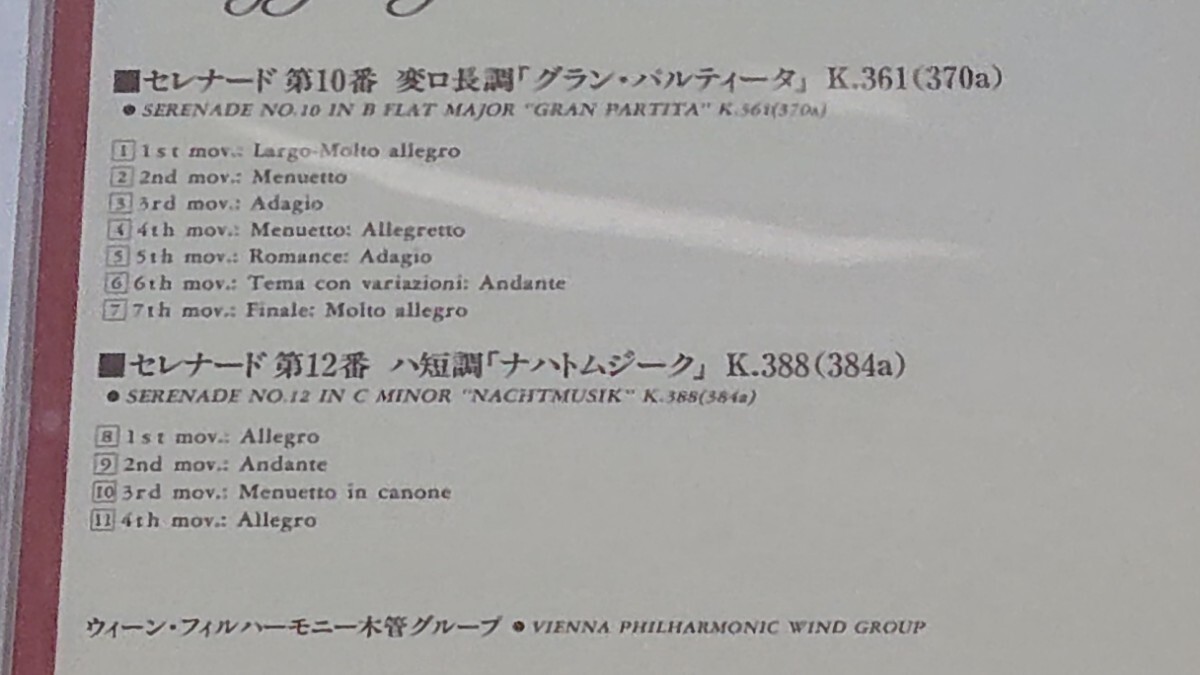 ■セレナード 第10番 変ロ長調「グラン・パルティータ」 K.361(370a)
● SERENADE NO.10 IN B FLAT MAJOR "GRAN PARTITA" K.361(370a)
1 1st mov.: Largo-Molto allegro
2 2nd mov.: Menuetto
3 3rd mov.: Adagio
4 4th mov.: Menuetto: Allegretto
5 5th mov.: Romance: Adagio
6 6th mov.: Tema con variazioni: Andante
7 7th mov.: Finale: Molto allegro
■セレナード 第12番 ハ短調「ナハトムジーク」 K.388(384a)
● SERENADE NO.12 IN C MINOR "NACHTMUSIK" K.388(384a)
8 1st mov.: Allegro
9 2nd mov.: Andante
10 3rd mov.: Menuetto in canone
11 4th mov.: Allegro
ウィーン・フィルハーモニー木管グループ ● VIENNA PHILHARMONIC WIND GROUP